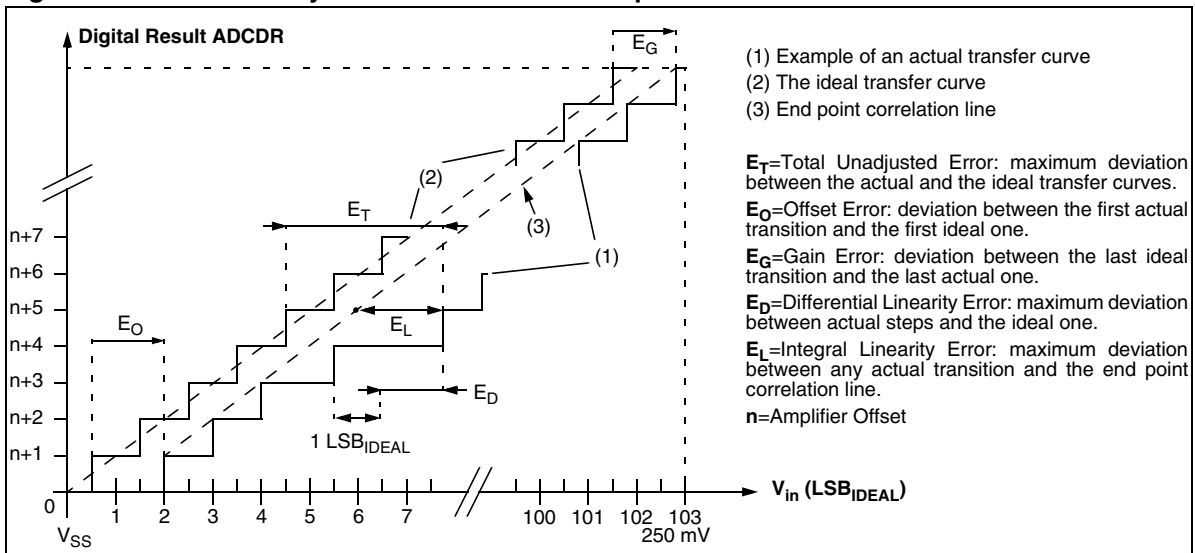 Digital Result ADCDR
E_G
(1) Example of an actual transfer curve
(2) The ideal transfer curve
(3) End point correlation line
E_T=Total Unadjusted Error: maximum deviation
between the actual and the ideal transfer curves.
E_O=Offset Error: deviation between the first actual
transition and the first ideal one.
E_G=Gain Error: deviation between the last ideal
transition and the last actual one.
E_D=Differential Linearity Error: maximum deviation
between actual steps and the ideal one.
E_L=Integral Linearity Error: maximum deviation
between any actual transition and the end point
correlation line.
n=Amplifier Offset
(2)
E_T
(3)
(1)
n+7
n+6
n+5
n+4
n+3
n+2
n+1
E_O
E_L
E_D
1 LSB_IDEAL
0
1 2 3 4 5 6 7 100 101 102 103
V_in (LSB_IDEAL)
V_SS
250 mV